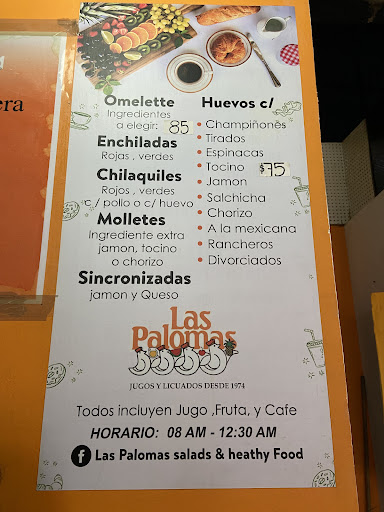 era
Omelette
Ingredientes
a elegir: 85
Enchiladas
Rojas , verdes
Chilaquiles
Rojos , verdes
c/ pollo o c/ huevo
Molletes
Ingrediente extra
jamon, tocino
o chorizo
Sincronizadas
jamon y Queso
Huevos c/
• Champiñones
• Tirados
• Espinacas
• Tocino $75
• Jamon
• Salchicha
• Chorizo
• A la mexicana
• Rancheros
• Divorciados
Las
Palomas
JUGOS Y LICUADOS DESDE 1974
Todos incluyen Jugo ,Fruta, y Cafe
HORARIO: 08 AM - 12:30 AM
f Las Palomas salads & heathy Food